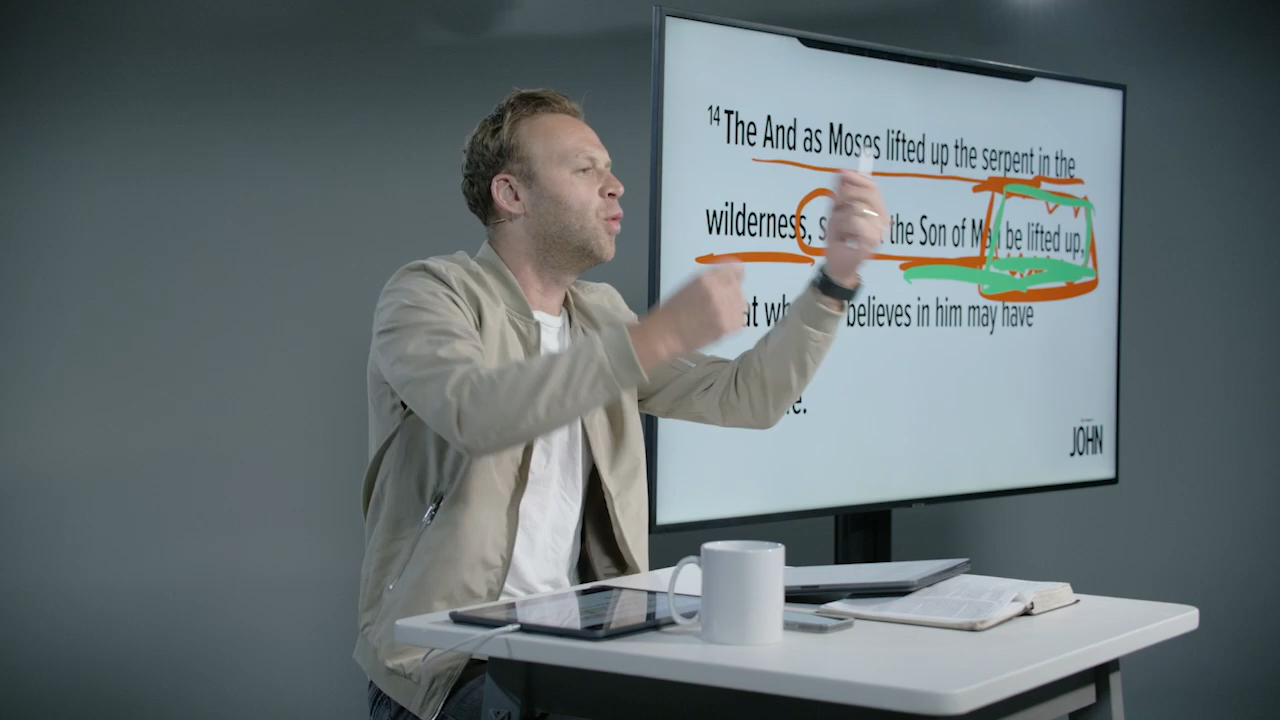 14 The And as Moses lifted up the serpent in the
wilderness, the Son of Man be lifted up,
believes in him may have
JOHN